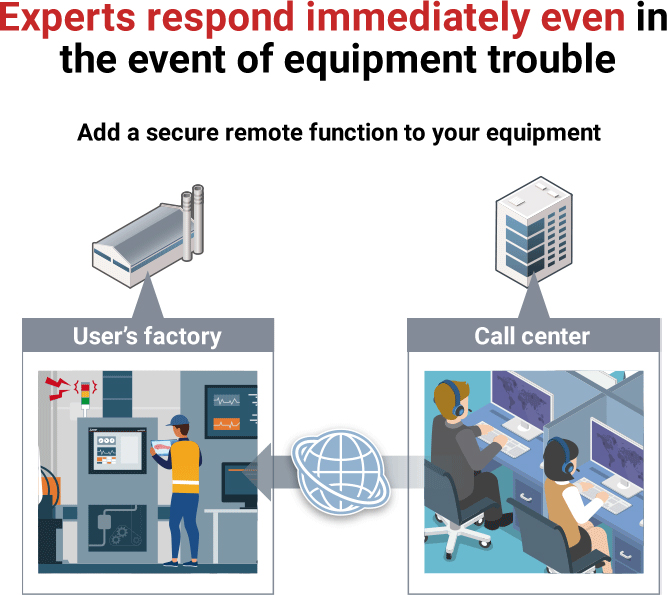 Experts respond immediately even in
the event of equipment trouble
Add a secure remote function to your equipment
User's factory
Call center